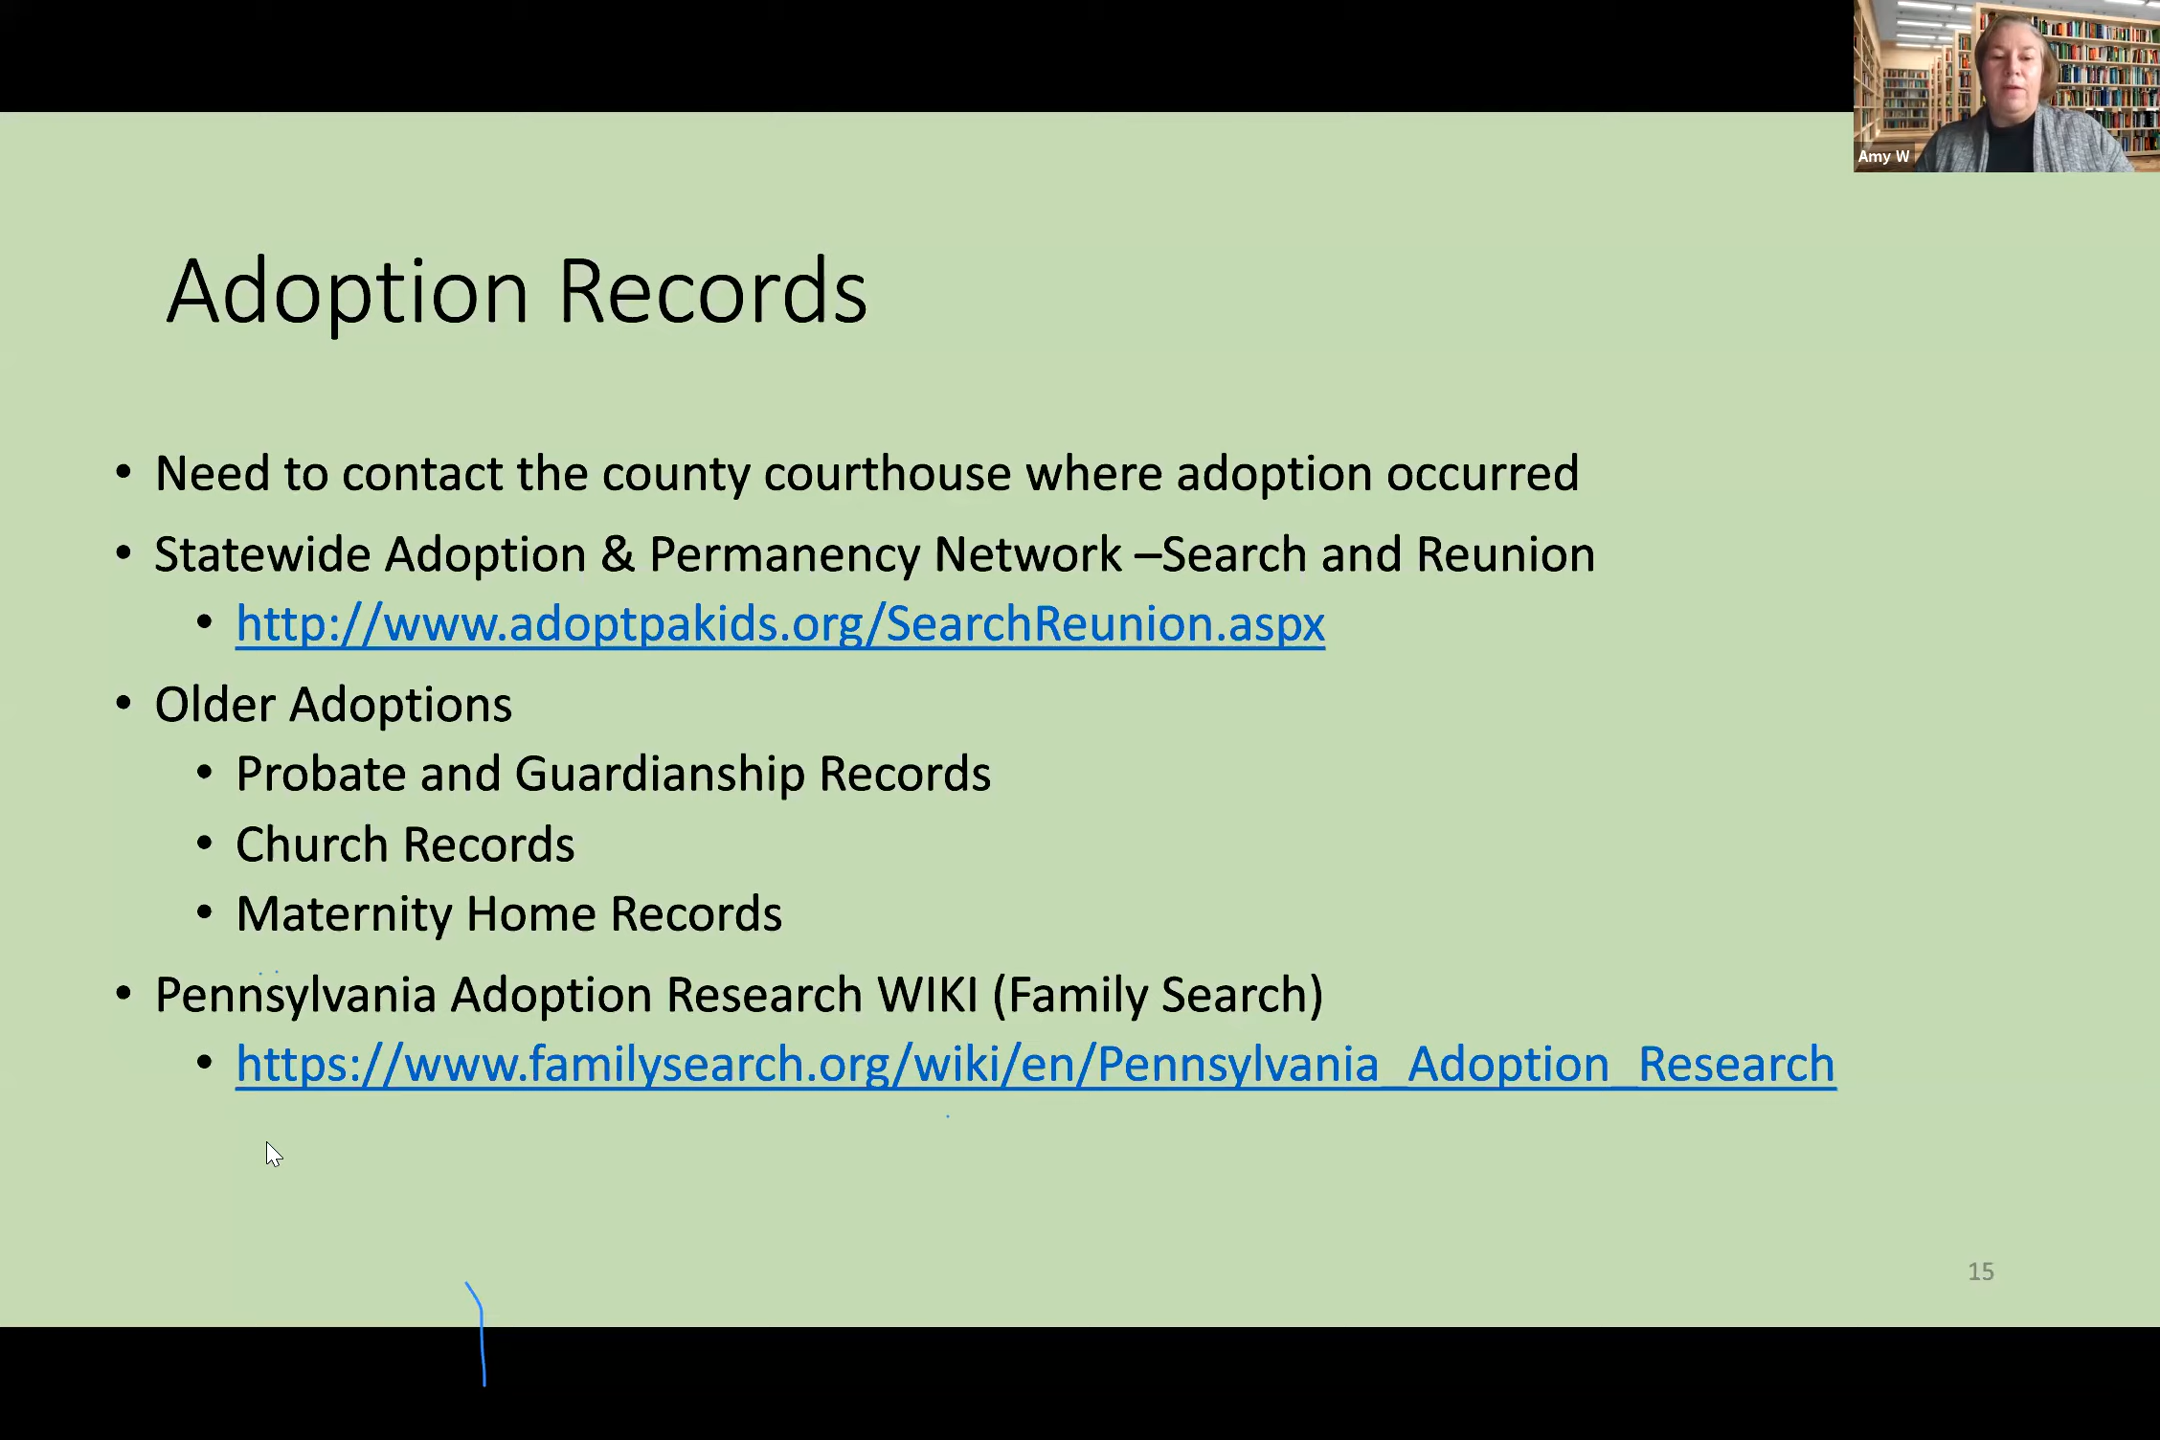 Amy W
Adoption Records
• Need to contact the county courthouse where adoption occurred
• Statewide Adoption & Permanency Network –Search and Reunion
• http://www.adoptpakids.org/SearchReunion.aspx
• Older Adoptions
• Probate and Guardianship Records
• Church Records
• Maternity Home Records
• Pennsylvania Adoption Research WIKI (Family Search)
• https://www.familysearch.org/wiki/en/Pennsylvania_Adoption_Research
15